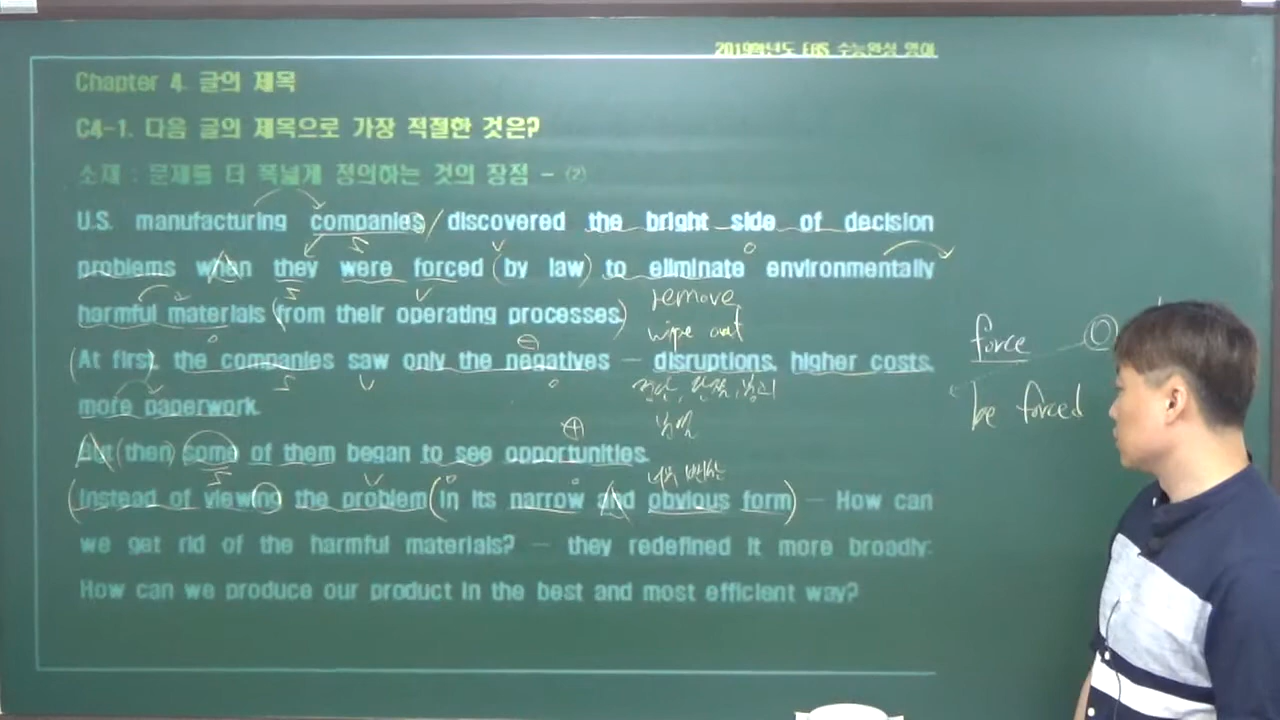 2019학년도 EBS 수능완성 영어
Chapter 4. 글의 제목
C4-1. 다음 글의 제목으로 가장 적절한 것은?
소재 : 문제를 더 폭넓게 정의하는 것의 장점 - (2)
U.S. manufacturing companies / discovered the bright side of decision
problems when they were forced (by law) to eliminate environmentally
harmful materials (from their operating processes)
remove
wipe out
(At first), the companies saw only the negatives — disruptions, higher costs,
more paperwork.
But (then) some of them began to see opportunities.
(Instead of viewing the problem (in its narrow and obvious form) — How can
we get rid of the harmful materials? — they redefined it more broadly:
How can we produce our product in the best and most efficient way?
force
be forced